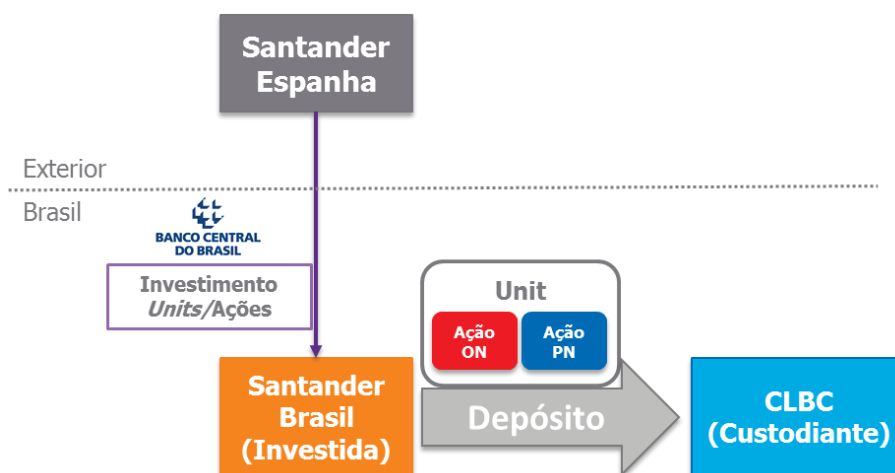 Santander
Espanha
Exterior
Brasil
BANCO CENTRAL
DO BRASIL
Investimento
Units/Ações
Unit
Ação
ON
Ação
PN
Santander
Brasil
(Investida)
Depósito
CLBC
(Custodiante)